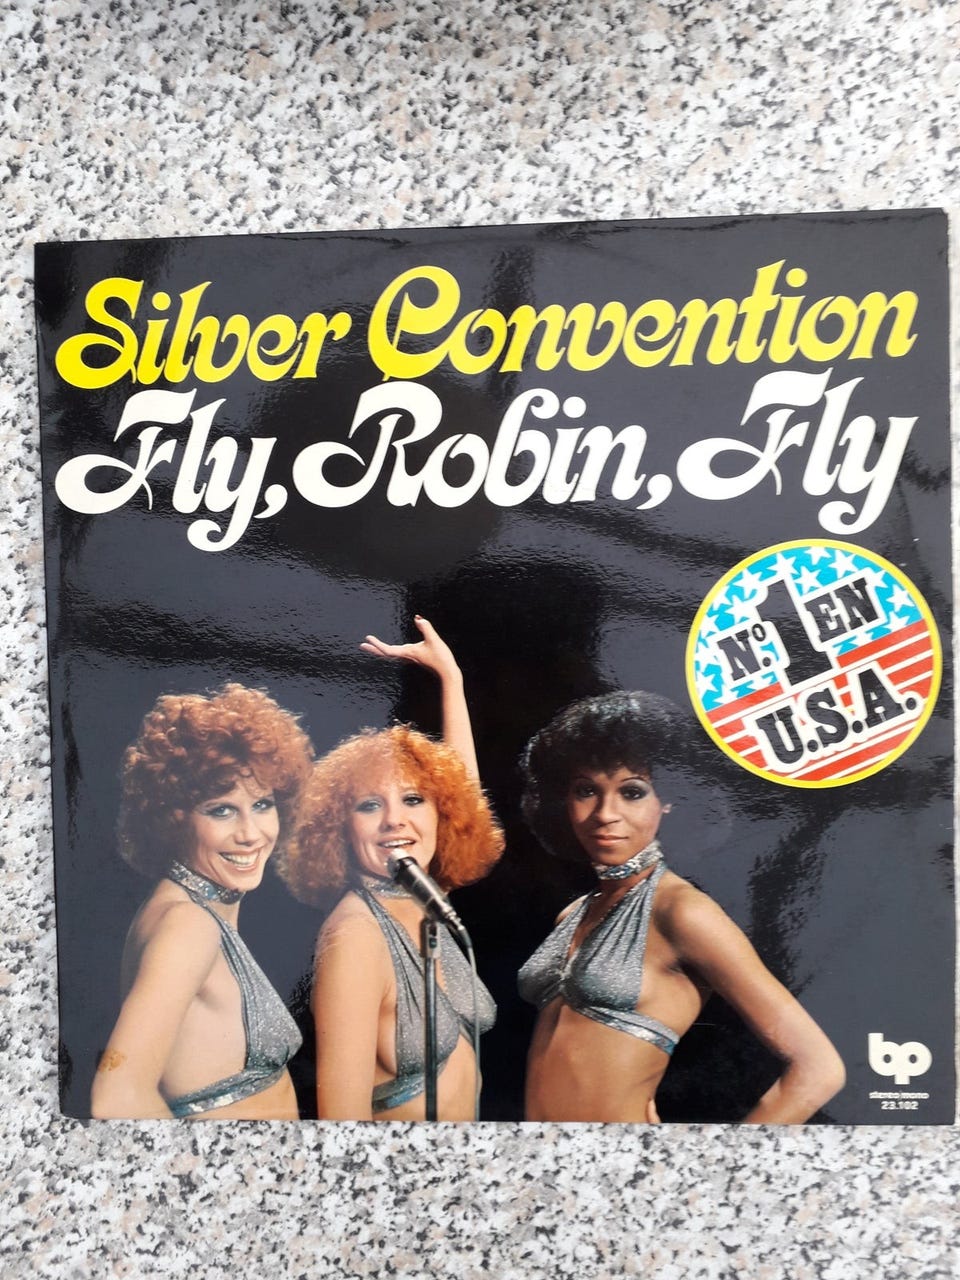 Silver Convention
Fly, Robin, Fly
Nº 1 EN
U.S.A.
bp
stereo/mono
23.102